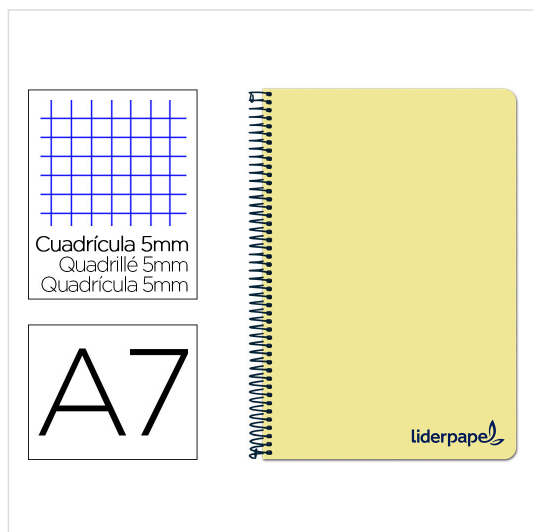 Cuadrícula 5mm
Quadrillé 5mm
Quadrícula 5mm
A7
liderpapel